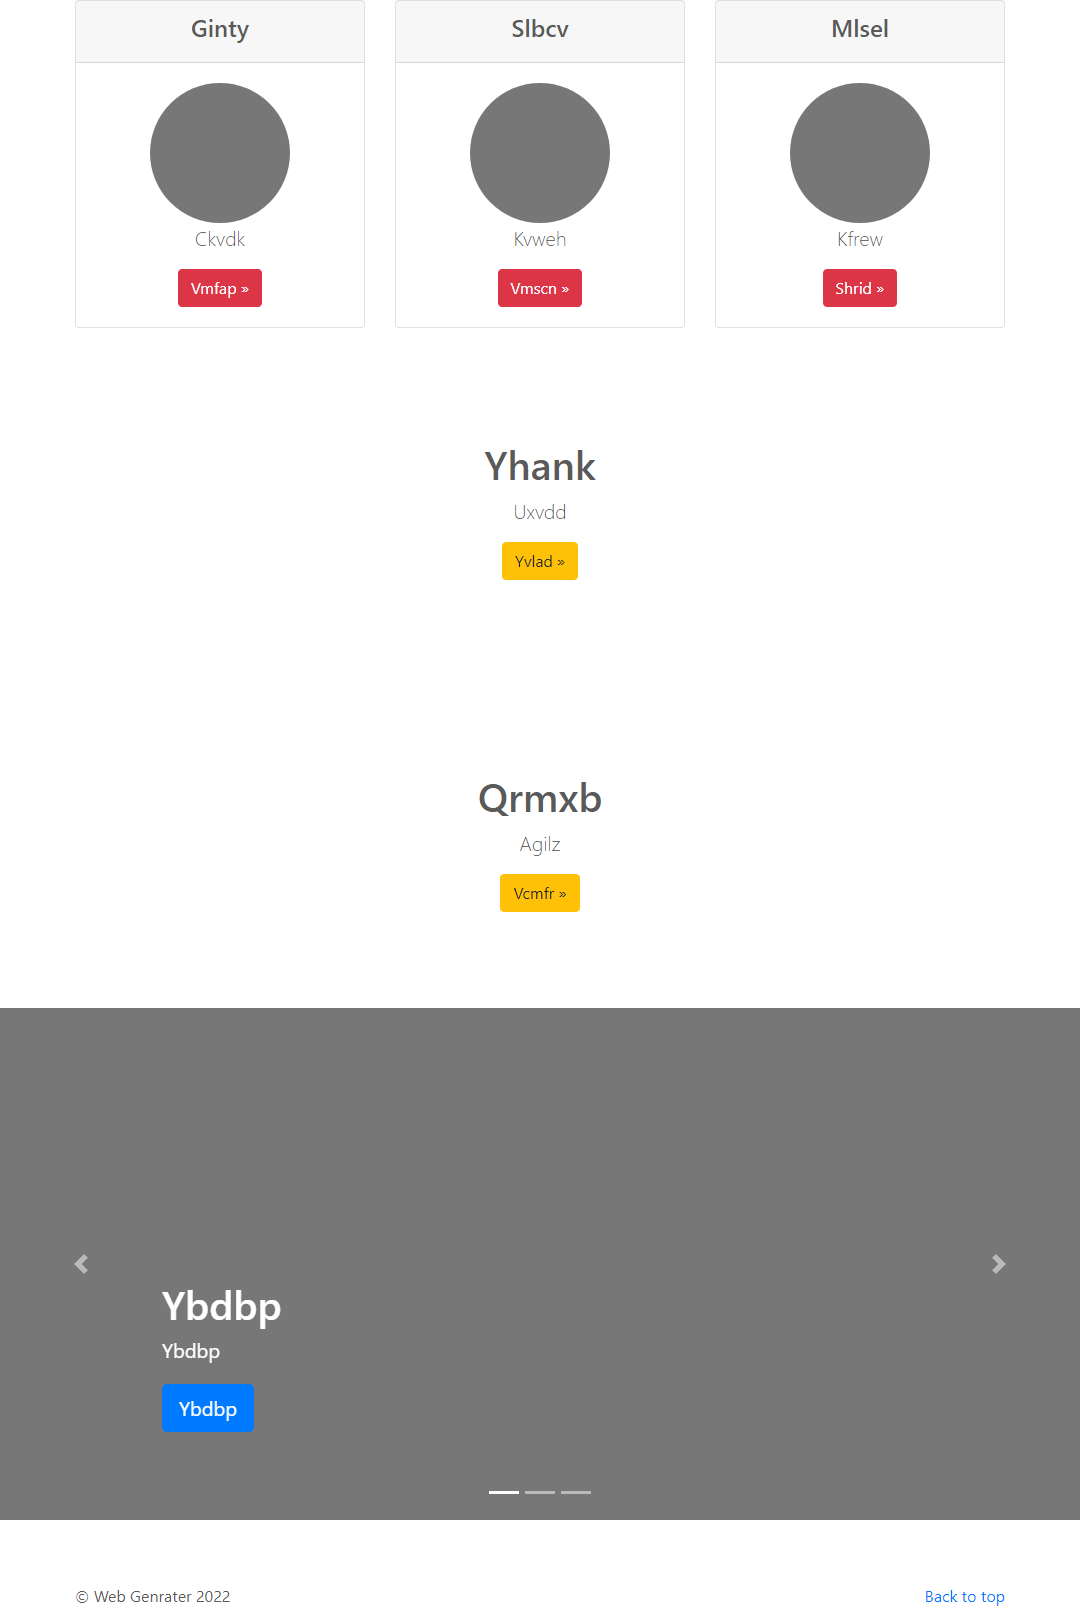 Ginty
Slbcv
Mlsel
Ckvdk
Kvweh
Kfrew
Vmfap »
Vmscn »
Shrid »
Yhank
Uxvdd
Yvlad »
Qrmxb
Agilz
Vcmfr »
Ybdbp
Ybdbp
Ybdbp
© Web Genrater 2022
Back to top